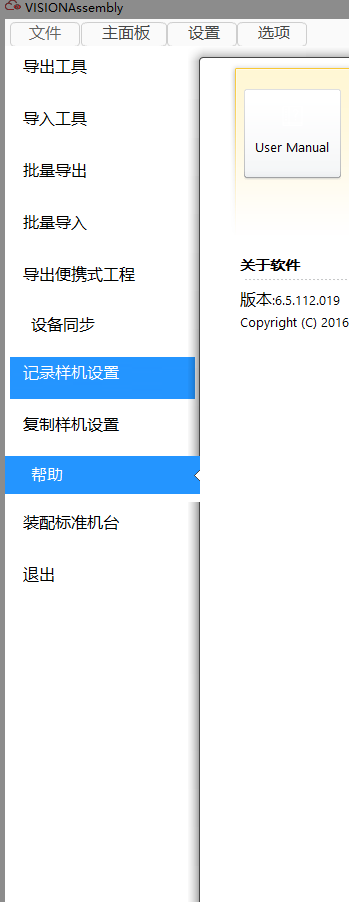 VISIONAssembly
文件 主面板 设置 选项
导出工具
导入工具
批量导出
批量导入
导出便携式工程
设备同步
记录样机设置
复制样机设置
帮助
装配标准机台
退出
User Manual
关于软件
版本:6.5.112.019
Copyright (C) 2016